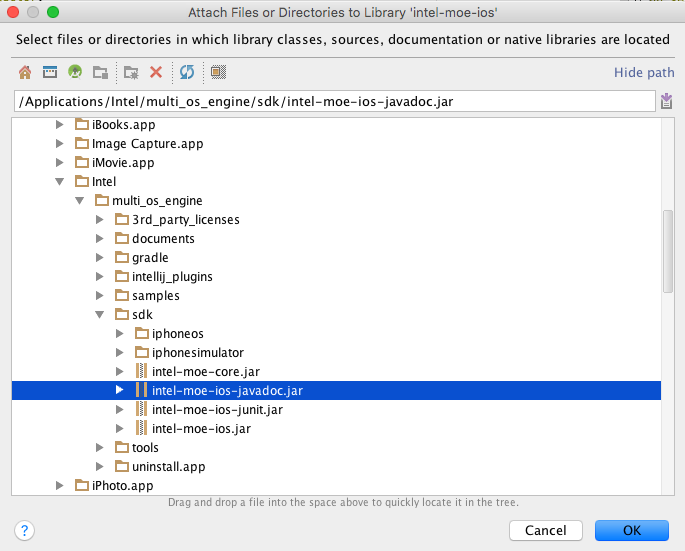 Attach Files or Directories to Library 'intel-moe-ios'
Select files or directories in which library classes, sources, documentation or native libraries are located
Hide path
/Applications/Intel/multi_os_engine/sdk/intel-moe-ios-javadoc.jar
iBooks.app
Image Capture.app
iMovie.app
Intel
multi_os_engine
3rd_party_licenses
documents
gradle
intellij_plugins
samples
sdk
iphoneos
iphonesimulator
intel-moe-core.jar
intel-moe-ios-javadoc.jar
intel-moe-ios-junit.jar
intel-moe-ios.jar
tools
uninstall.app
iPhoto.app
Drag and drop a file into the space above to quickly locate it in the tree.
?
Cancel
OK